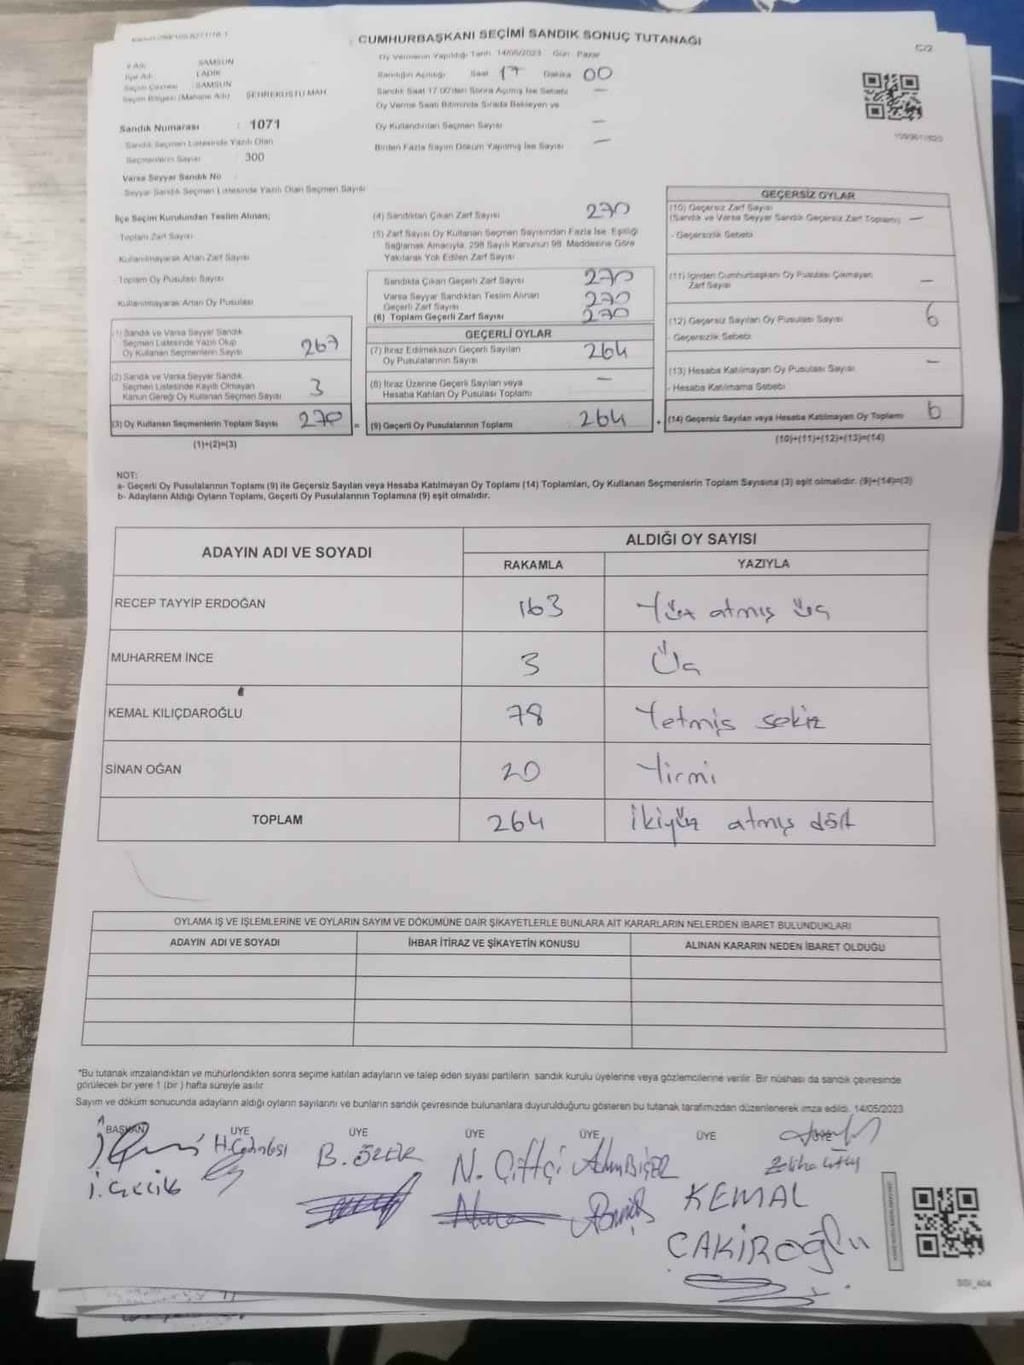 CUMHURBAŞKANI SEÇİMİ SANDIK SONUÇ TUTANAĞI
C/2
Oy Vermenin Yapıldığı Tarih 14/05/2023 Gün Pazar
İl Adı SAMSUN
İlçe Adı LADİK
Seçim Çevresi SAMSUN
Seçim Bölgesi (Mahalle Adı) ŞEHREKÜSTÜ MAH
Sandık Numarası : 1071
Sandık Seçmen Listesinde Yazılı Olan
Seçmenlerin Sayısı 300
Varsa Seyyar Sandık No
Seyyar Sandık Seçmen Listesinde Yazılı Olan Seçmen Sayısı
Sandığın Açıldığı Saat 17 Dakika 00
Sandık Saat 17.00'den Sonra Açılmış İse Sebebi —
Oy Verme Saati Bitiminde Sırada Bekleyen ve
Oy Kullandırılan Seçmen Sayısı —
Birden Fazla Sayım Döküm Yapılmış İse Sayısı —
İlçe Seçim Kurulundan Teslim Alınan;
Toplam Zarf Sayısı
Kullanılmayarak Artan Zarf Sayısı
Toplam Oy Pusulası Sayısı
Kullanılmayarak Artan Oy Pusulası
(1) Sandık ve Varsa Seyyar Sandık
Seçmen Listesinde Yazılı Olup
Oy Kullanan Seçmenlerin Sayısı 267
(2) Sandık ve Varsa Seyyar Sandık
Seçmen Listesinde Kayıtlı Olmayan
Kanun Gereği Oy Kullanan Seçmen Sayısı 3
(3) Oy Kullanan Seçmenlerin Toplam Sayısı 270 =
(1)+(2)=(3)
(4) Sandıktan Çıkan Zarf Sayısı 270
(5) Zarf Sayısı Oy Kullanan Seçmen Sayısından Fazla İse, Eşitliği
Sağlamak Amacıyla, 298 Sayılı Kanunun 98. Maddesine Göre
Yakılarak Yok Edilen Zarf Sayısı
Sandıkta Çıkan Geçerli Zarf Sayısı 270
Varsa Seyyar Sandıktan Teslim Alınan
Geçerli Zarf Sayısı 270
(6) Toplam Geçerli Zarf Sayısı 270
GEÇERLİ OYLAR
(7) İtiraz Edilmeksizin Geçerli Sayılan
Oy Pusulalarının Sayısı 264
(8) İtiraz Üzerine Geçerli Sayılan veya
Hesaba Katılan Oy Pusulası Toplamı —
(9) Geçerli Oy Pusulalarının Toplamı 264 +
GEÇERSİZ OYLAR
(10) Geçersiz Zarf Sayısı
(Sandık ve Varsa Seyyar Sandık Geçersiz Zarf Toplamı) —
- Geçersizlik Sebebi
(11) İçinden Cumhurbaşkanı Oy Pusulası Çıkmayan
Zarf Sayısı —
(12) Geçersiz Sayılan Oy Pusulası Sayısı 6
- Geçersizlik Sebebi
(13) Hesaba Katılmayan Oy Pusulası Sayısı —
- Hesaba Katılmama Sebebi
(14) Geçersiz Sayılan veya Hesaba Katılmayan Oy Toplamı 6
(10)+(11)+(12)+(13)=(14)
NOT:
a- Geçerli Oy Pusulalarının Toplamı (9) ile Geçersiz Sayılan veya Hesaba Katılmayan Oy Toplamı (14) Toplamları, Oy Kullanan Seçmenlerin Toplam Sayısına (3) eşit olmalıdır. (9)+(14)=(3)
b- Adayların Aldığı Oyların Toplamı, Geçerli Oy Pusulalarının Toplamına (9) eşit olmalıdır.
ADAYIN ADI VE SOYADI ALDIĞI OY SAYISI
RAKAMLA YAZIYLA
RECEP TAYYİP ERDOĞAN 163 Yüz atmış üç
MUHARREM İNCE 3 Üç
KEMAL KILIÇDAROĞLU 78 Yetmiş sekiz
SİNAN OĞAN 20 Yirmi
TOPLAM 264 İkiyüz atmış dört
OYLAMA İŞ VE İŞLEMLERİNE VE OYLARIN SAYIM VE DÖKÜMÜNE DAİR ŞİKAYETLERLE BUNLARA AİT KARARLARIN NELERDEN İBARET BULUNDUKLARI
ADAYIN ADI VE SOYADI İHBAR İTİRAZ VE ŞİKAYETİN KONUSU ALINAN KARARIN NEDEN İBARET OLDUĞU
*Bu tutanak imzalandıktan ve mühürlendikten sonra seçime katılan adayların ve talep eden siyasi partilerin sandık kurulu üyelerine veya gözlemcilerine verilir. Bir nüshası da sandık çevresinde
görülecek bir yere 1 (bir) hafta süreyle asılır
Sayım ve döküm sonucunda adayların aldığı oyların sayılarını ve bunların sandık çevresinde bulunanlara duyurulduğunu gösteren bu tutanak tarafımızdan düzenlenerek imza edildi. 14/05/2023
BAŞKAN ÜYE ÜYE ÜYE ÜYE ÜYE
B. ÖZER N. Çiftçi
KEMAL
ÇAKIROĞLU